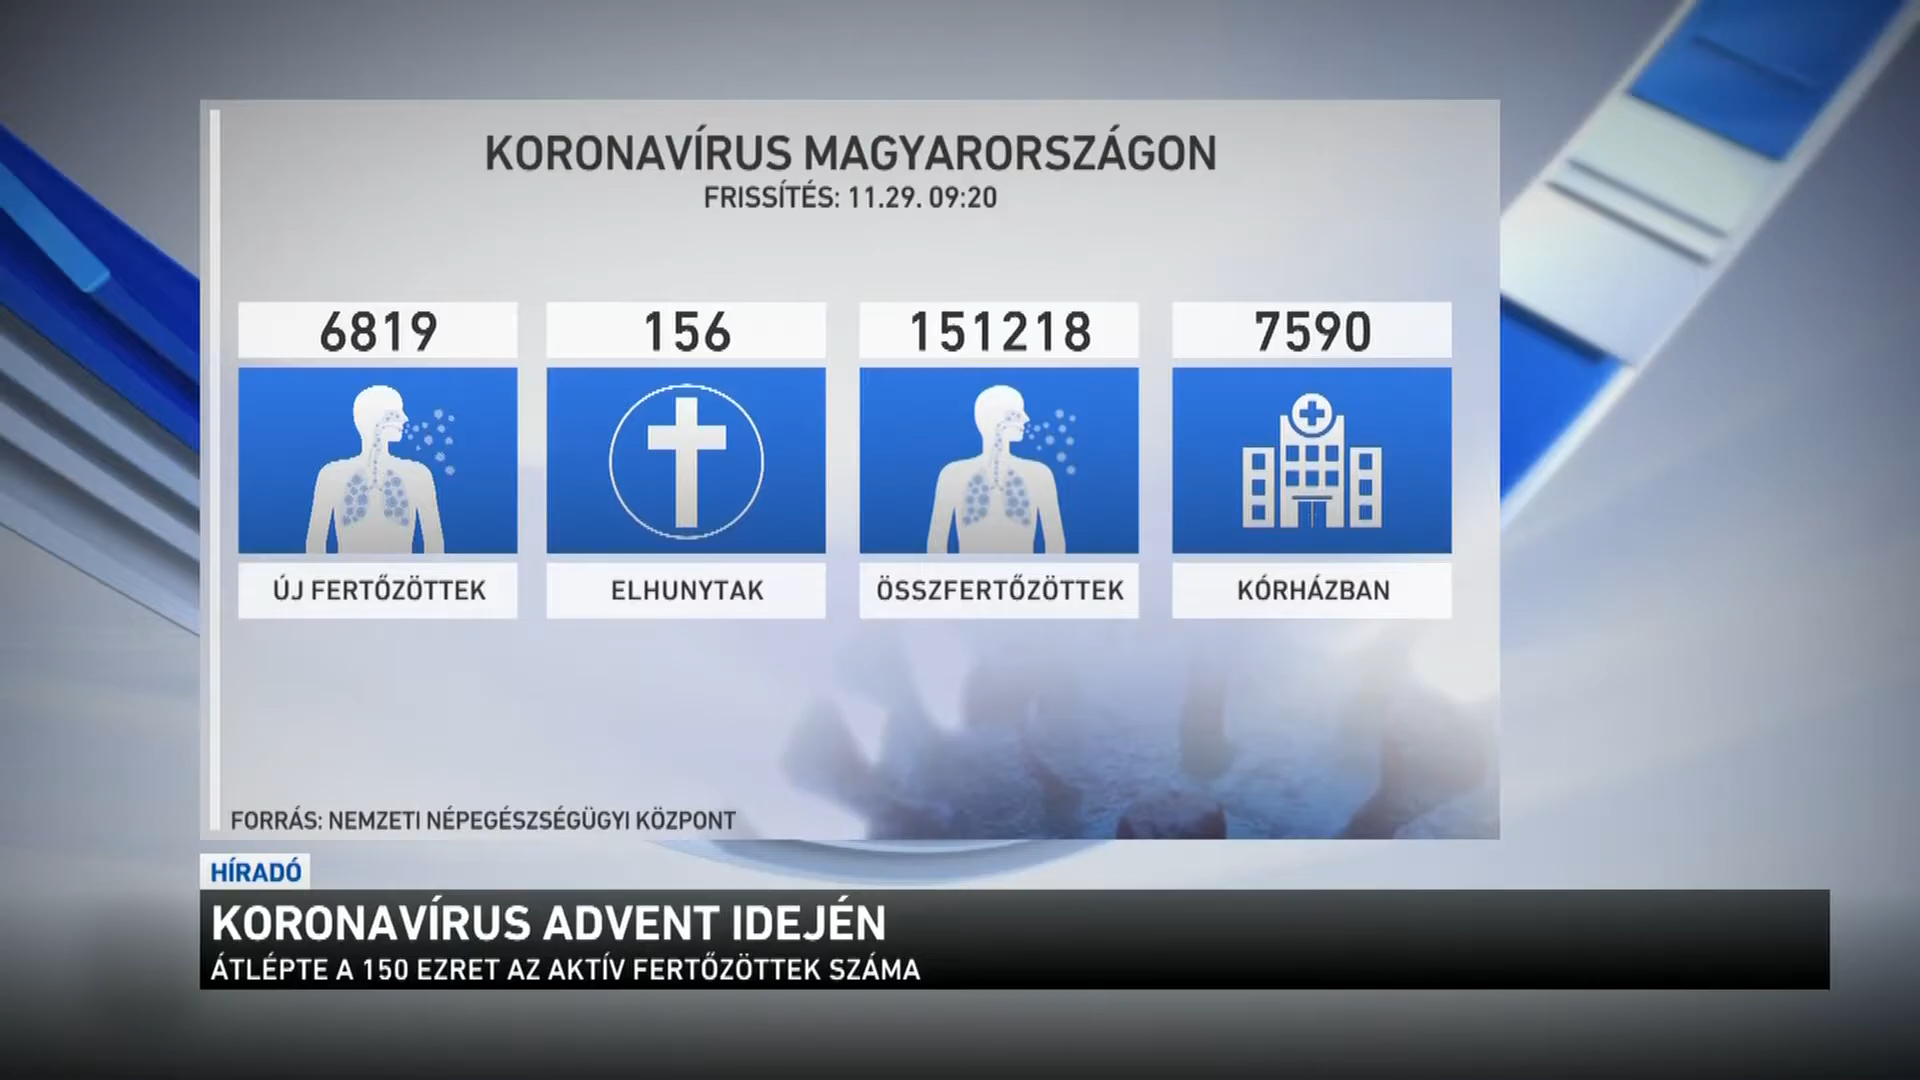 KORONAVÍRUS MAGYARORSZÁGON
FRISSÍTÉS: 11.29. 09:20
6819
156
151218
7590
ÚJ FERTŐZÖTTEK
ELHUNYTAK
ÖSSZFERTŐZÖTTEK
KÓRHÁZBAN
FORRÁS: NEMZETI NÉPEGÉSZSÉGÜGYI KÖZPONT
HÍRADÓ
KORONAVÍRUS ADVENT IDEJÉN
ÁTLÉPTE A 150 EZRET AZ AKTÍV FERTŐZÖTTEK SZÁMA